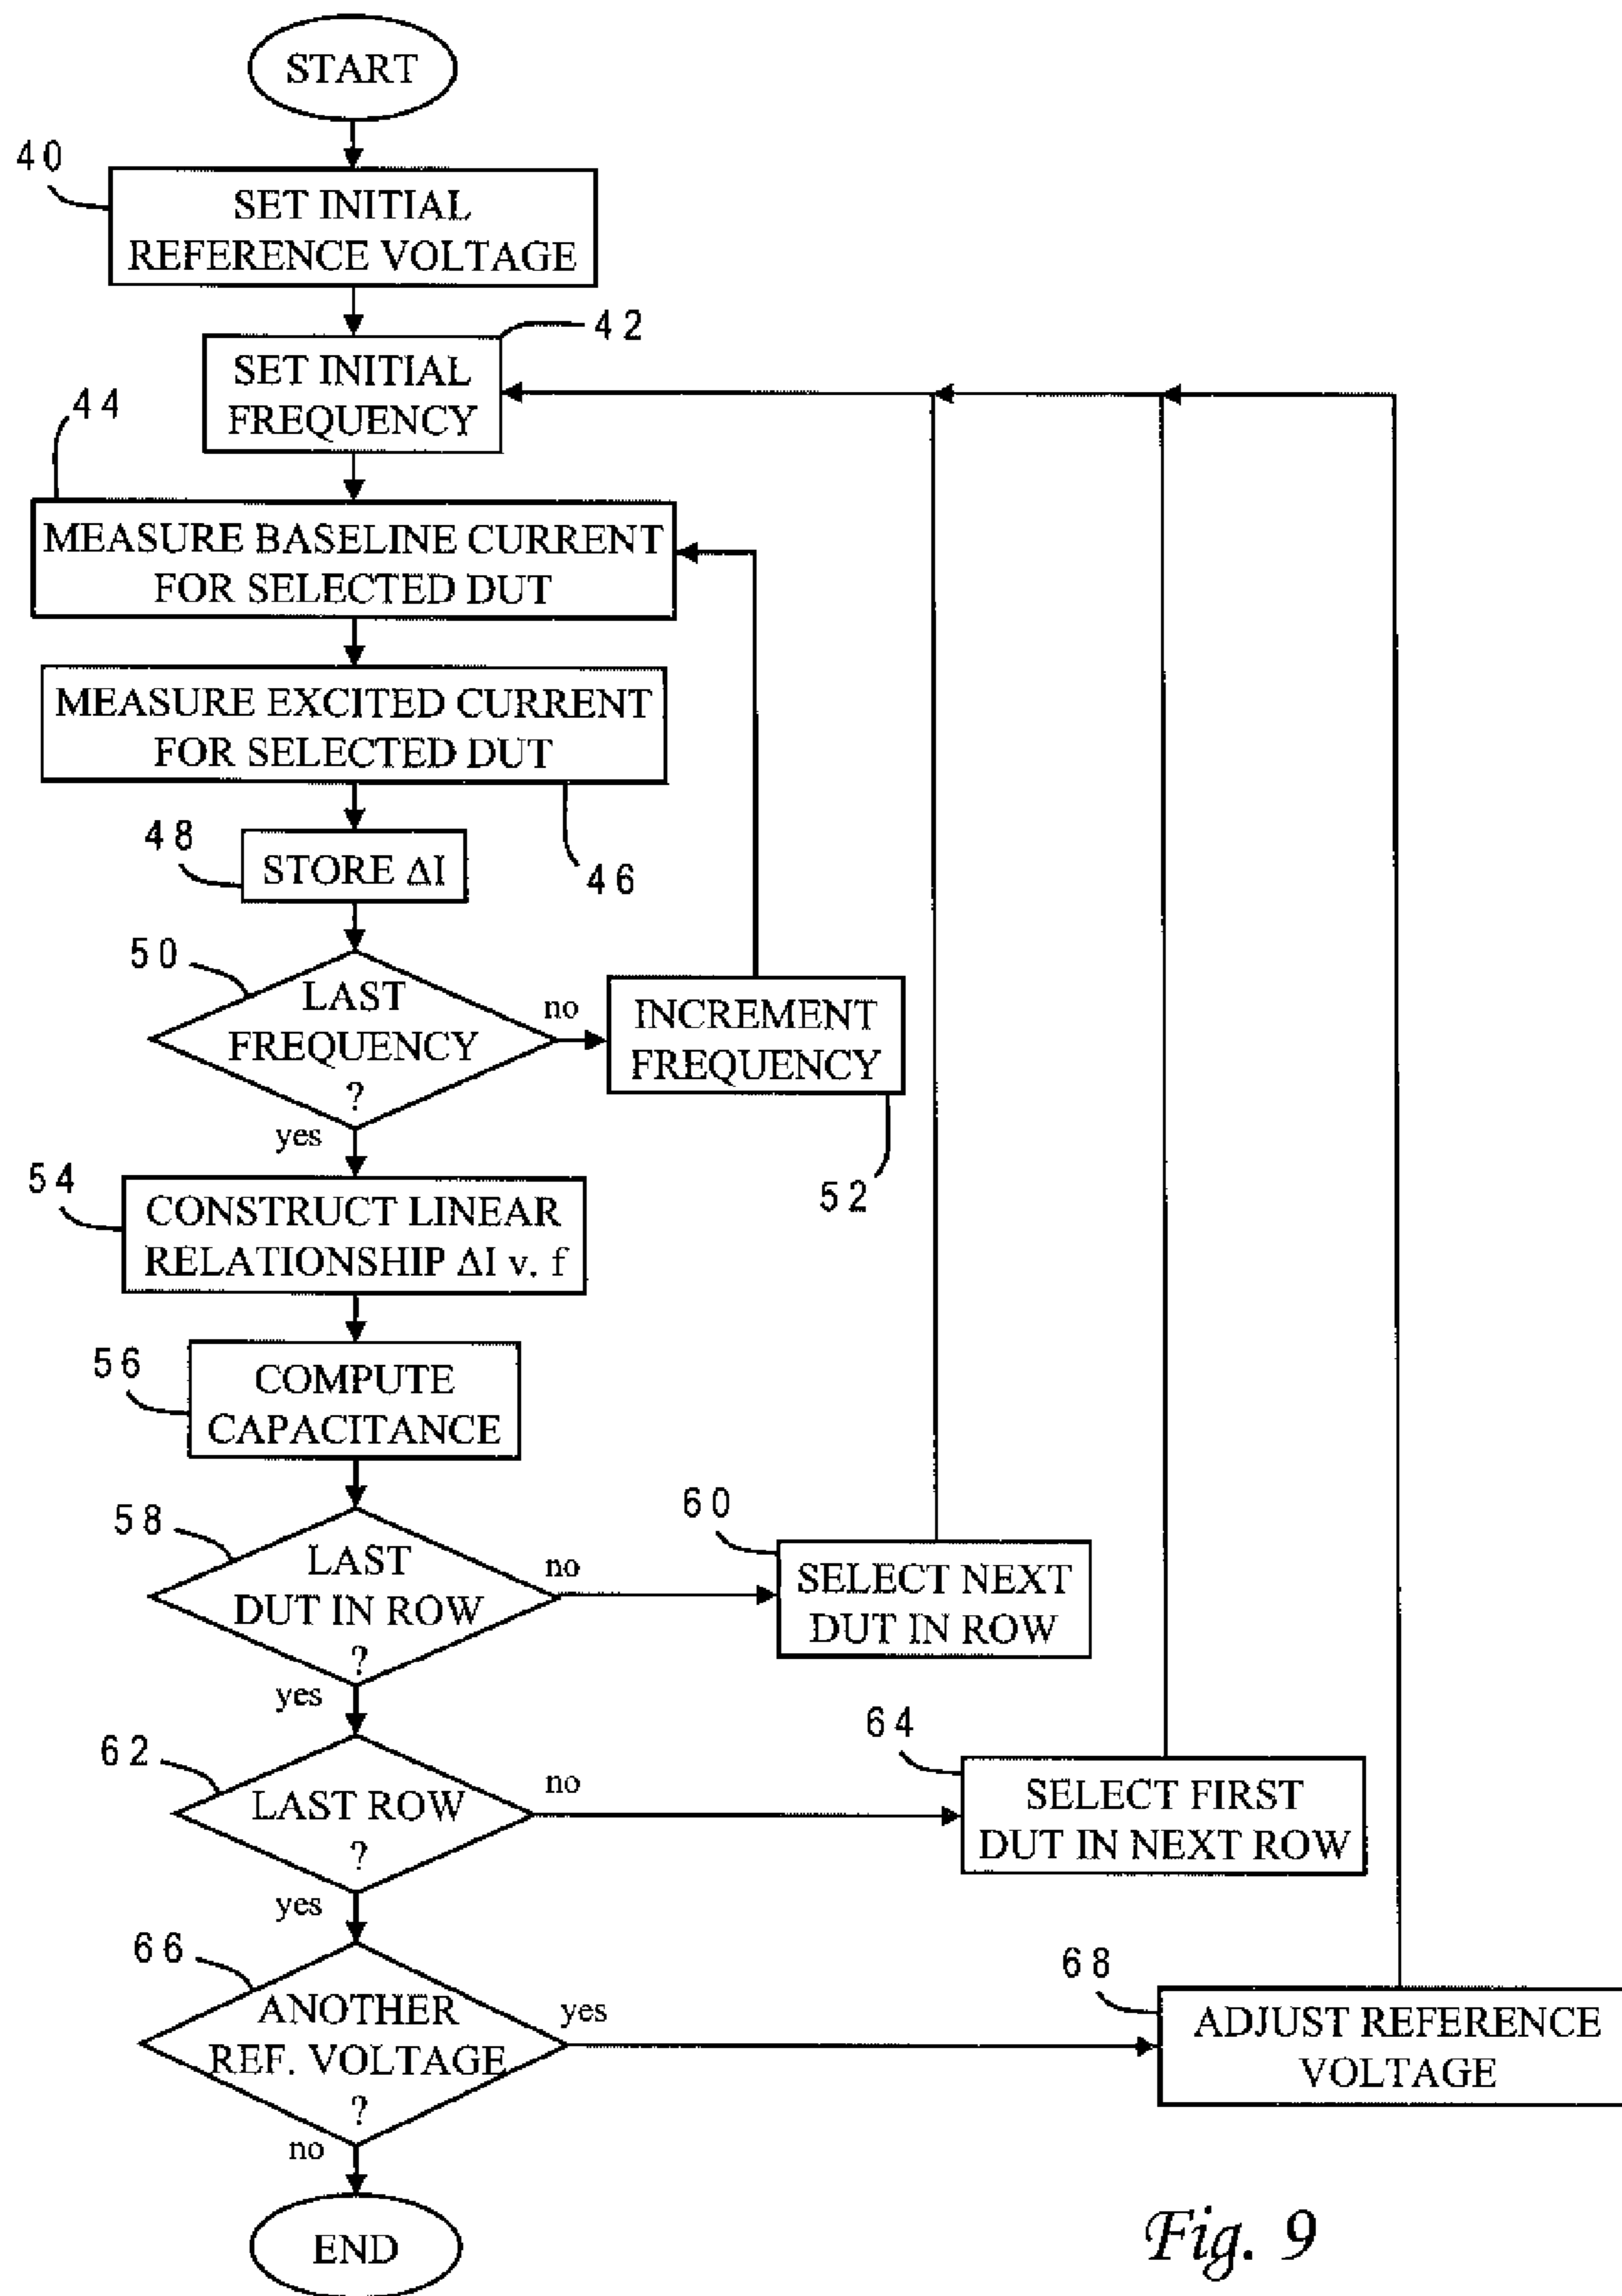 START
40
SET INITIAL
REFERENCE VOLTAGE
42
SET INITIAL
FREQUENCY
44
MEASURE BASELINE CURRENT
FOR SELECTED DUT
MEASURE EXCITED CURRENT
FOR SELECTED DUT
46
48
STORE ΔI
50
LAST
FREQUENCY
?
no
yes
INCREMENT
FREQUENCY
52
54
CONSTRUCT LINEAR
RELATIONSHIP ΔI v. f
56
COMPUTE
CAPACITANCE
58
LAST
DUT IN ROW
?
no
yes
60
SELECT NEXT
DUT IN ROW
62
LAST ROW
?
no
yes
64
SELECT FIRST
DUT IN NEXT ROW
66
ANOTHER
REF. VOLTAGE
?
yes
no
68
ADJUST REFERENCE
VOLTAGE
END
Fig. 9